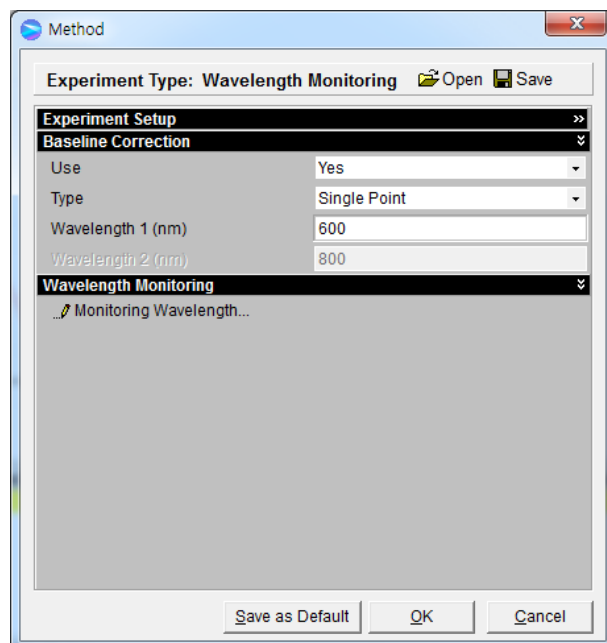 Method
Experiment Type: Wavelength Monitoring Open Save
Experiment Setup
Baseline Correction
Use Yes
Type Single Point
Wavelength 1 (nm) 600
Wavelength 2 (nm) 800
Wavelength Monitoring
Monitoring Wavelength...
Save as Default OK Cancel